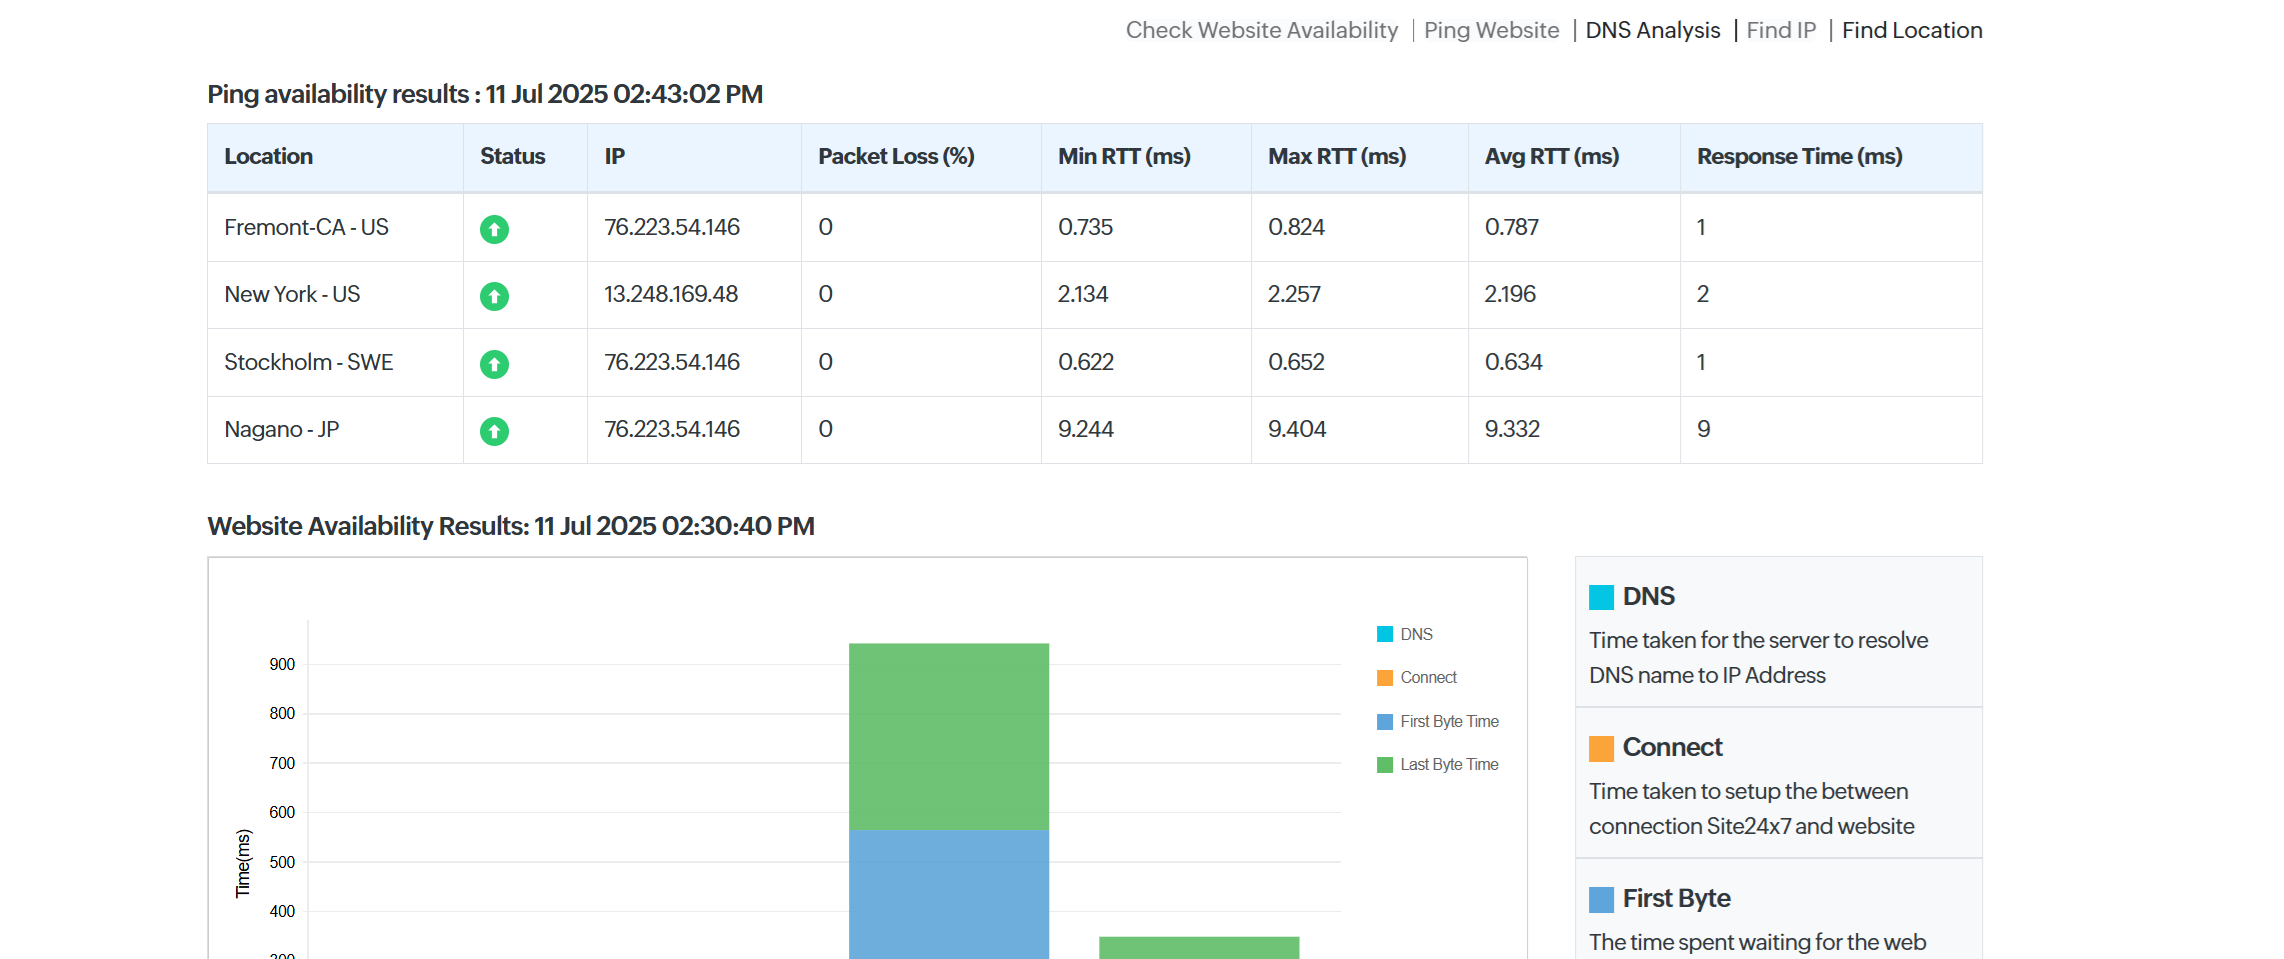 Check Website Availability | Ping Website | DNS Analysis | Find IP | Find Location
Ping availability results : 11 Jul 2025 02:43:02 PM
Location Status IP Packet Loss (%) Min RTT (ms) Max RTT (ms) Avg RTT (ms) Response Time (ms)
Fremont-CA - US 76.223.54.146 0 0.735 0.824 0.787 1
New York - US 13.248.169.48 0 2.134 2.257 2.196 2
Stockholm - SWE 76.223.54.146 0 0.622 0.652 0.634 1
Nagano - JP 76.223.54.146 0 9.244 9.404 9.332 9
Website Availability Results: 11 Jul 2025 02:30:40 PM
Time(ms)
900
800
700
600
500
400
300
DNS
Connect
First Byte Time
Last Byte Time
DNS
Time taken for the server to resolve
DNS name to IP Address
Connect
Time taken to setup the between
connection Site24x7 and website
First Byte
The time spent waiting for the web